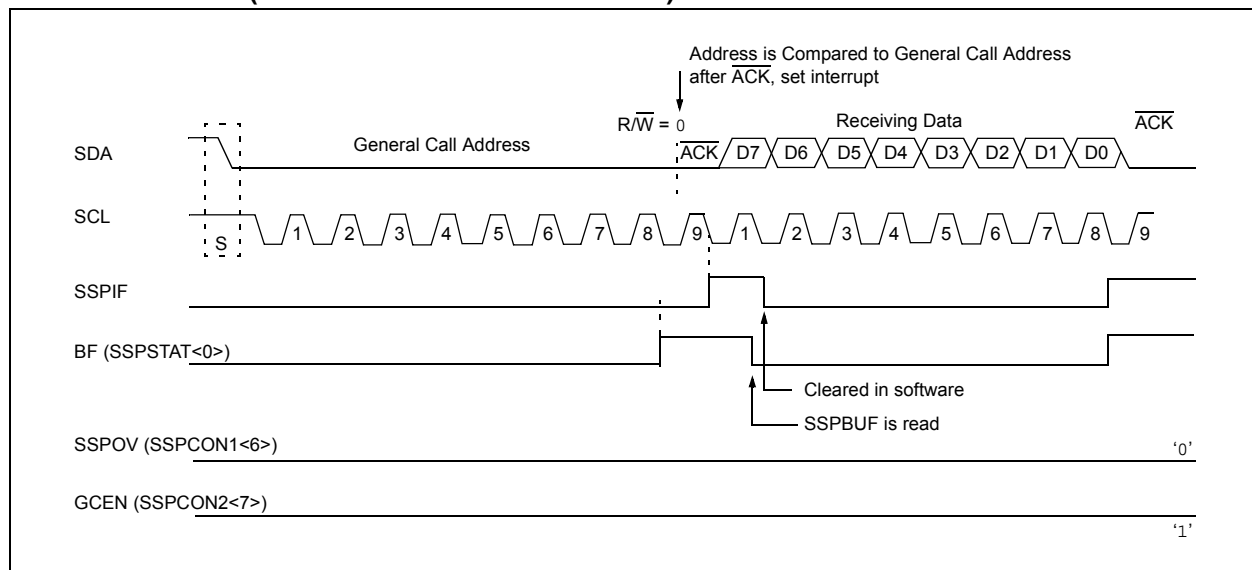 Address is Compared to General Call Address
after ACK, set interrupt
R/W = 0
Receiving Data
ACK
SDA
General Call Address
ACK D7 D6 D5 D4 D3 D2 D1 D0
SCL
S
1 2 3 4 5 6 7 8 9 1 2 3 4 5 6 7 8 9
SSPIF
BF (SSPSTAT<0>)
Cleared in software
SSPBUF is read
SSPOV (SSPCON1<6>)
‘0’
GCEN (SSPCON2<7>)
‘1’